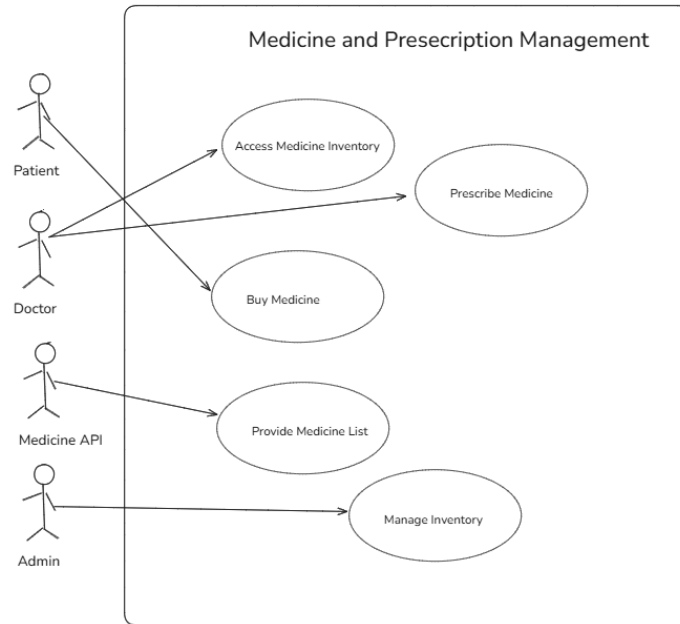 Medicine and Presecription Management
Patient
Access Medicine Inventory
Prescribe Medicine
Doctor
Buy Medicine
Medicine API
Provide Medicine List
Admin
Manage Inventory